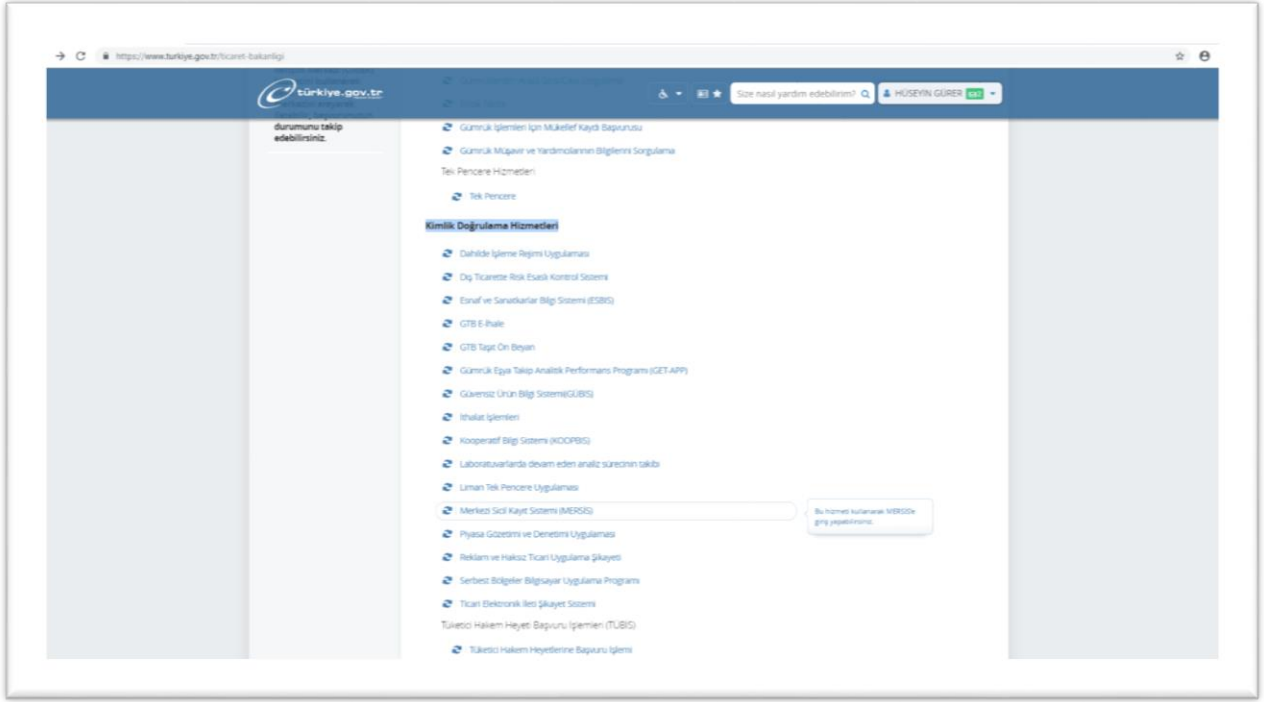 https://www.turkiye.gov.tr/ticaret-bakanligi
türkiye.gov.tr
Size nasıl yardım edebilirim?
HÜSEYİN GÜRER
durumunu takip
edebilirsiniz.
Gümrük İşlemleri İçin Mükellef Kaydı Başvurusu
Gümrük Müşavir ve Yardımcılarının Bilgilerini Sorgulama
Tek Pencere Hizmetleri
Tek Pencere
Kimlik Doğrulama Hizmetleri
Dahilde İşleme Rejimi Uygulaması
Dış Ticarette Risk Esaslı Kontrol Sistemi
Esnaf ve Sanatkarlar Bilgi Sistemi (ESBİS)
GTB E-İhale
GTB Taşıt Ön Beyan
Gümrük Eşya Takip Analitik Performans Programı (GET-APP)
Güvensiz Ürün Bilgi Sistemi(GÜBİS)
İthalat İşlemleri
Kooperatif Bilgi Sistemi (KOOPBİS)
Laboratuvarlarda devam eden analiz sürecinin takibi
Liman Tek Pencere Uygulaması
Merkezi Sicil Kayıt Sistemi (MERSİS)
Bu hizmeti kullanarak MERSİS'e
giriş yapabilirsiniz.
Piyasa Gözetimi ve Denetimi Uygulaması
Reklam ve Haksız Ticari Uygulama Şikayeti
Serbest Bölgeler Bilgisayar Uygulama Programı
Ticari Elektronik İleti Şikayet Sistemi
Tüketici Hakem Heyeti Başvuru İşlemleri (TÜBİS)
Tüketici Hakem Heyetlerine Başvuru İşlemi